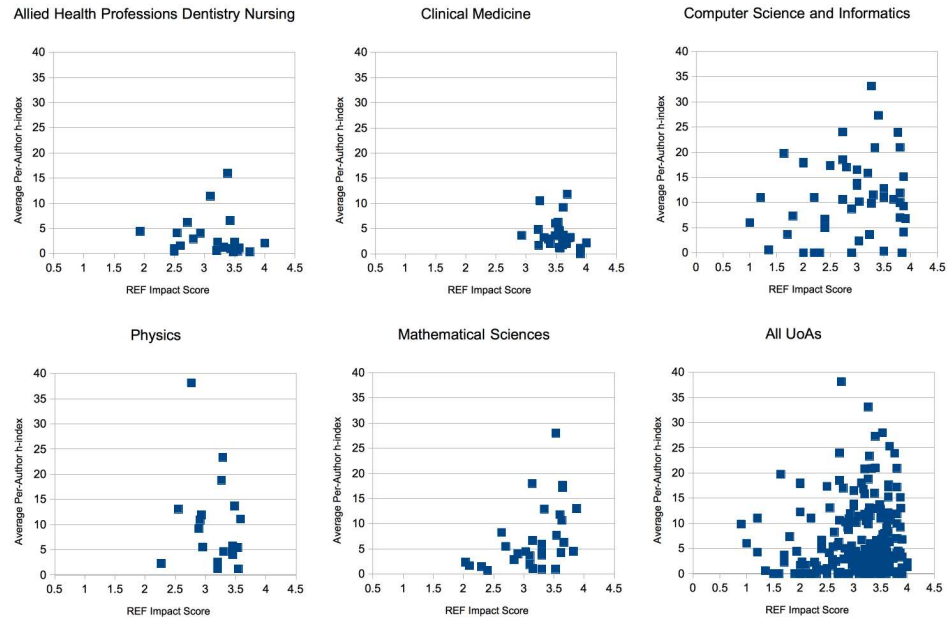 Allied Health Professions Dentistry Nursing
Clinical Medicine
Computer Science and Informatics
Average Per-Author h-index
40
35
30
25
20
15
10
5
0
0.5 1 1.5 2 2.5 3 3.5 4 4.5
REF Impact Score
Average Per-Author h-index
40
35
30
25
20
15
10
5
0
0.5 1 1.5 2 2.5 3 3.5 4 4.5
REF Impact Score
Average Per-Author h-index
40
35
30
25
20
15
10
5
0
0.5 1 1.5 2 2.5 3 3.5 4 4.5
REF Impact Score
Physics
Mathematical Sciences
All UoAs
Average Per-Author h-index
40
35
30
25
20
15
10
5
0
0.5 1 1.5 2 2.5 3 3.5 4 4.5
REF Impact Score
Average Per-Author h-index
40
35
30
25
20
15
10
5
0
0.5 1 1.5 2 2.5 3 3.5 4 4.5
REF Impact Score
Average Per-Author h-index
40
35
30
25
20
15
10
5
0
0 0.5 1 1.5 2 2.5 3 3.5 4 4.5
REF Impact Score